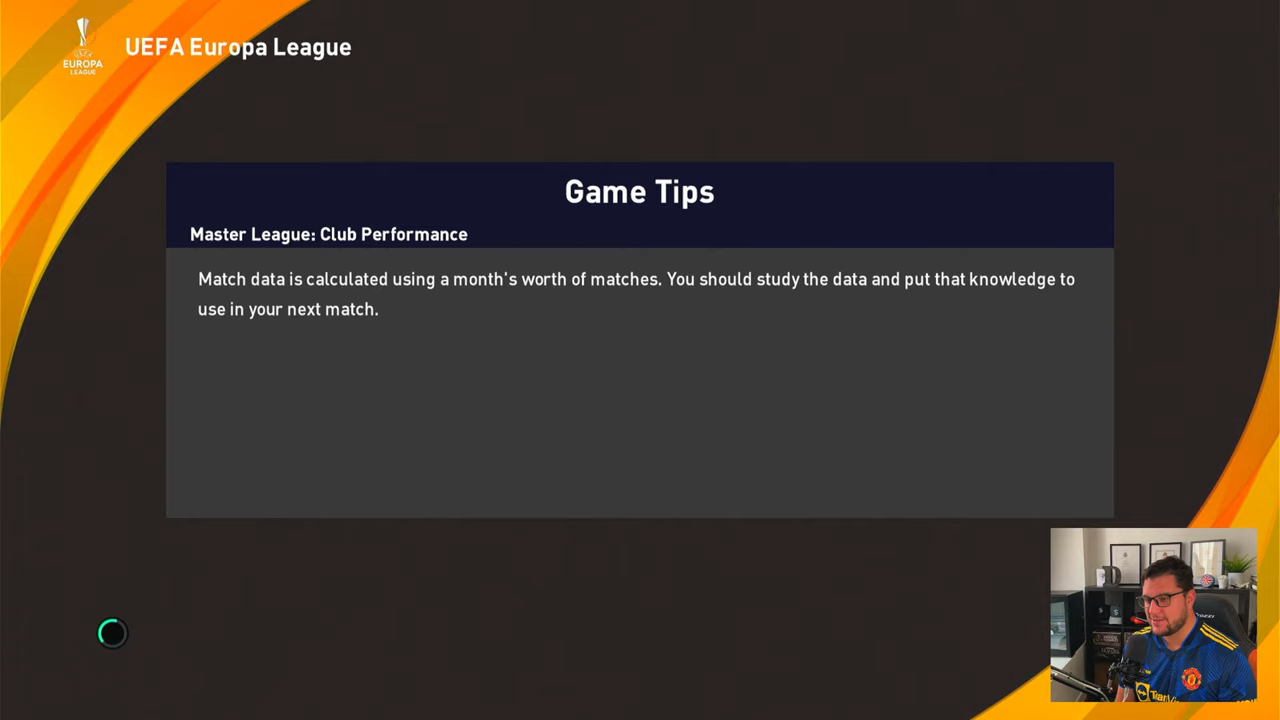 EUROPA
LEAGUE
UEFA Europa League
Game Tips
Master League: Club Performance
Match data is calculated using a month's worth of matches. You should study the data and put that knowledge to
use in your next match.